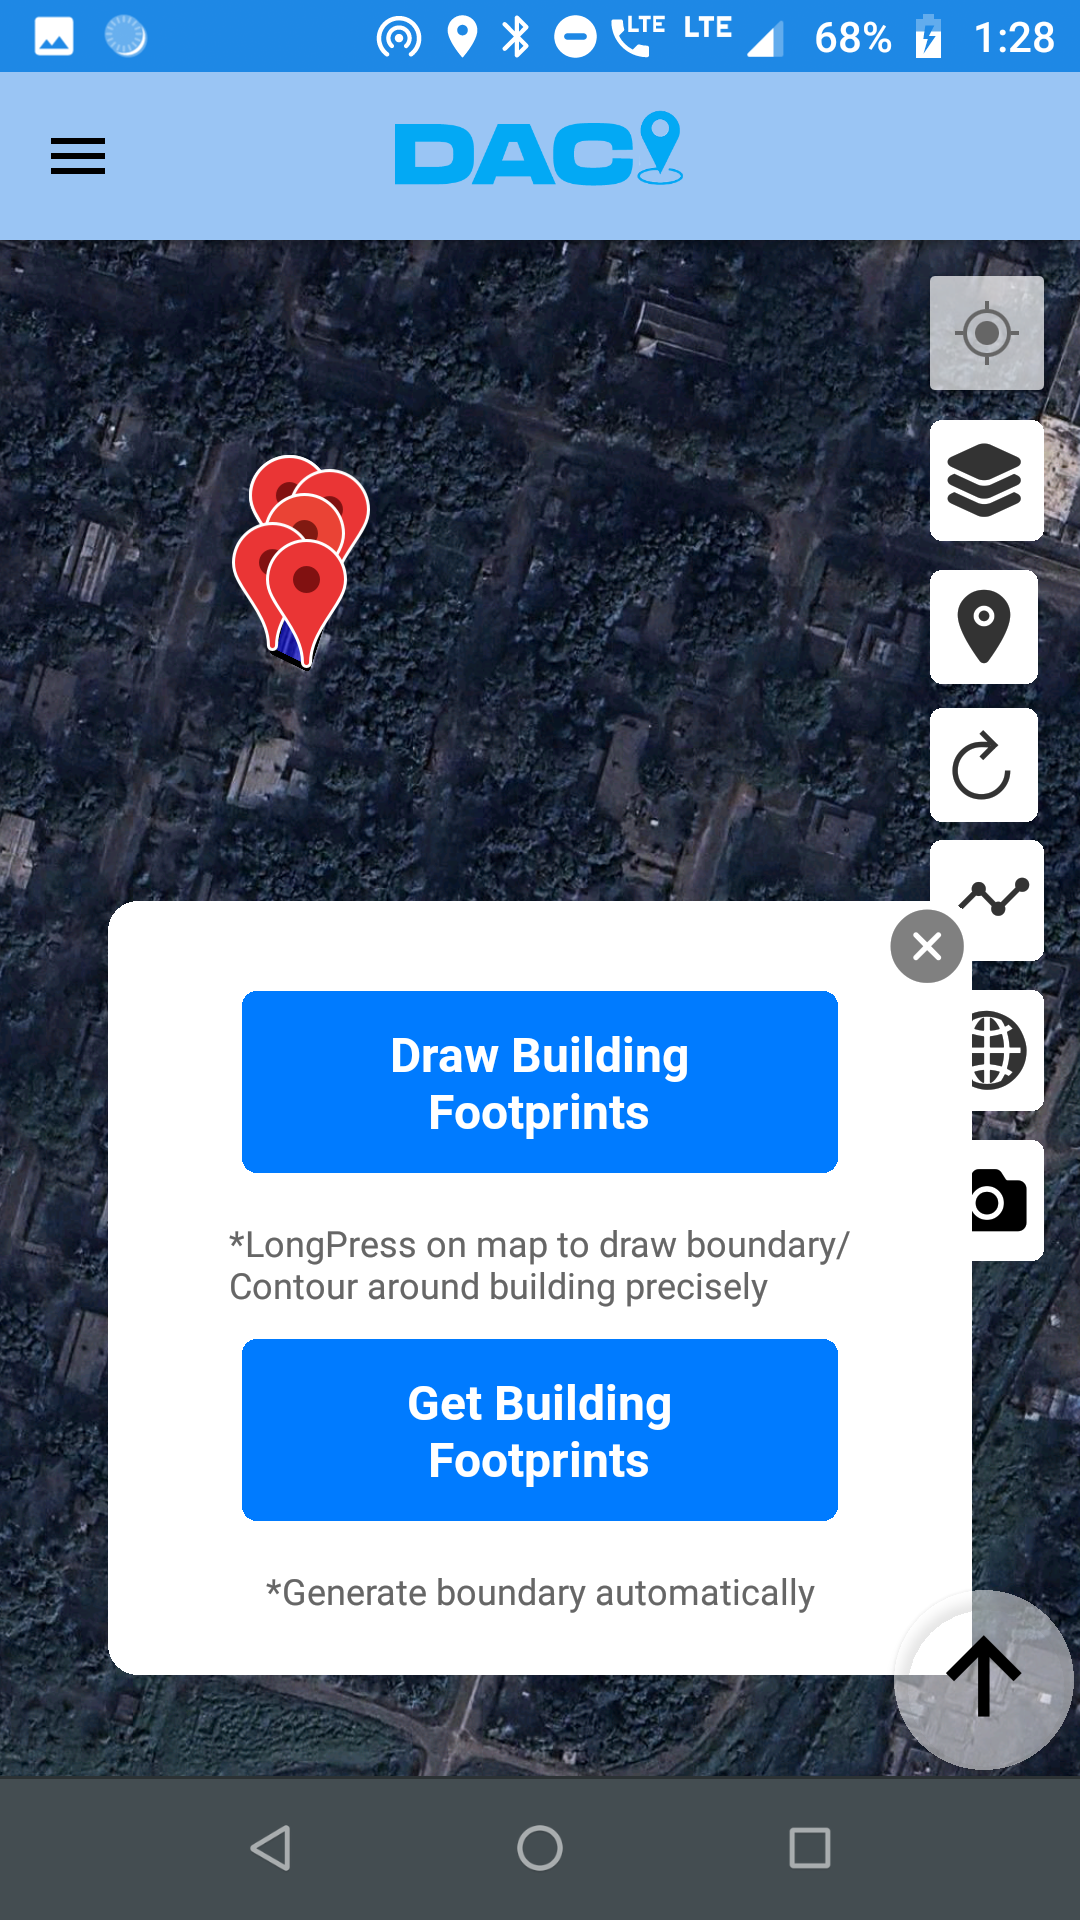 LTE LTE 68% 1:28
DAC
Draw Building
Footprints
*LongPress on map to draw boundary/
Contour around building precisely
Get Building
Footprints
*Generate boundary automatically